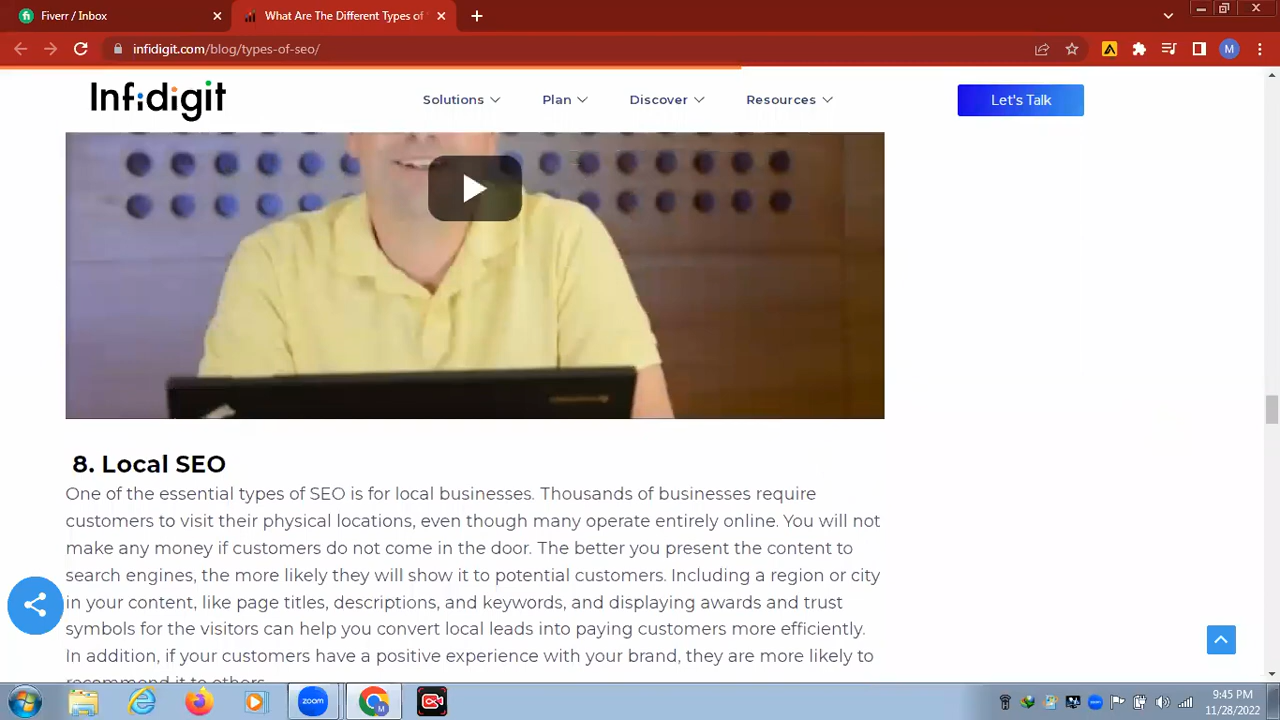 Fiverr / Inbox
What Are The Different Types of
infidigit.com/blog/types-of-seo/
M
Infidigit
Solutions
Plan
Discover
Resources
Let's Talk
8. Local SEO
One of the essential types of SEO is for local businesses. Thousands of businesses require
customers to visit their physical locations, even though many operate entirely online. You will not
make any money if customers do not come in the door. The better you present the content to
search engines, the more likely they will show it to potential customers. Including a region or city
in your content, like page titles, descriptions, and keywords, and displaying awards and trust
symbols for the visitors can help you convert local leads into paying customers more efficiently.
In addition, if your customers have a positive experience with your brand, they are more likely to
recommend it to others.
zoom
M
9:45 PM
11/28/2022